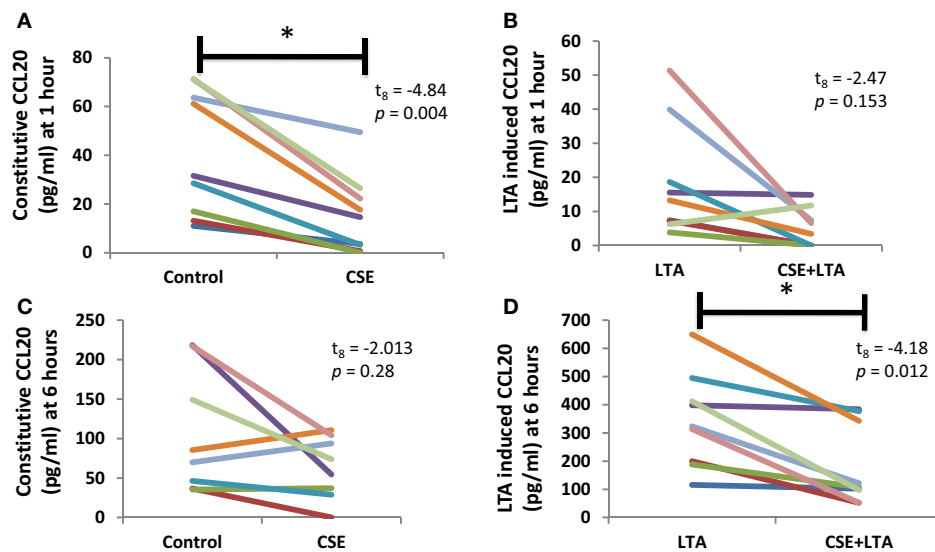 A
Constitutive CCL20
(pg/ml) at 1 hour
80
60
40
20
0
*
t8 = -4.84
p = 0.004
Control
CSE
B
LTA induced CCL20
(pg/ml) at 1 hour
60
50
40
30
20
10
0
t8 = -2.47
p = 0.153
LTA
CSE+LTA
C
Constitutive CCL20
(pg/ml) at 6 hours
250
200
150
100
50
0
t8 = -2.013
p = 0.28
Control
CSE
D
LTA induced CCL20
(pg/ml) at 6 hours
700
600
500
400
300
200
100
0
*
t8 = -4.18
p = 0.012
LTA
CSE+LTA